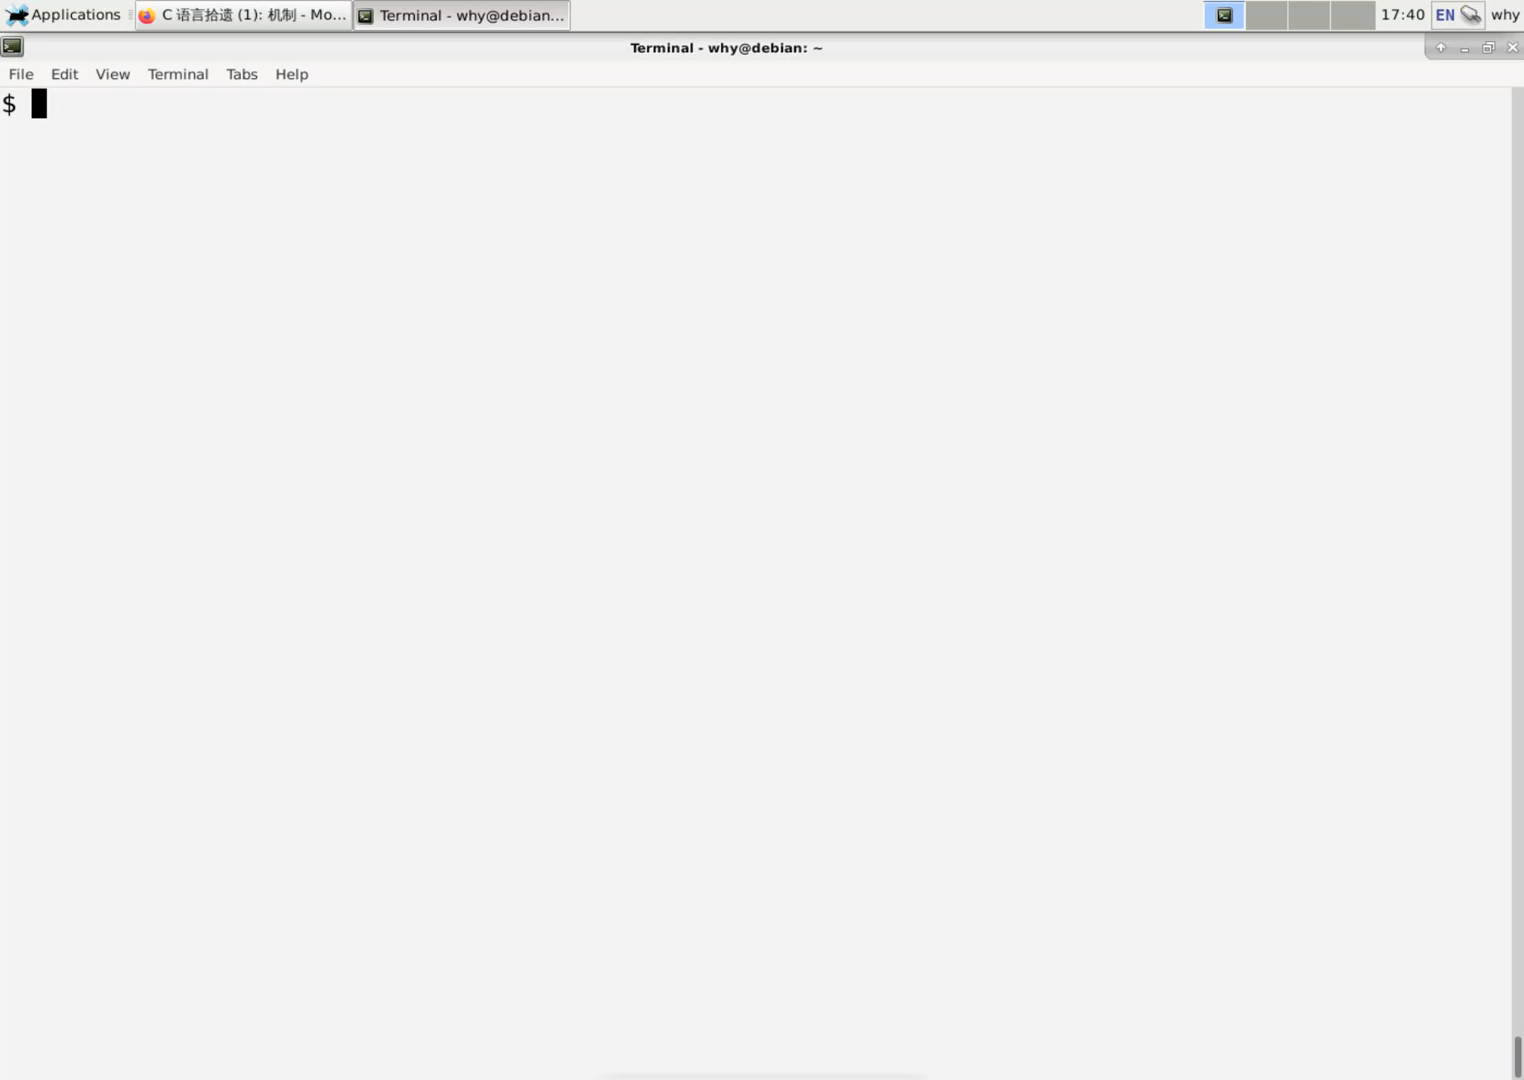 Applications C 语言拾遗 (1): 机制 - Mo... Terminal - why@debian... 17:40 EN why
Terminal - why@debian: ~
File Edit View Terminal Tabs Help
$